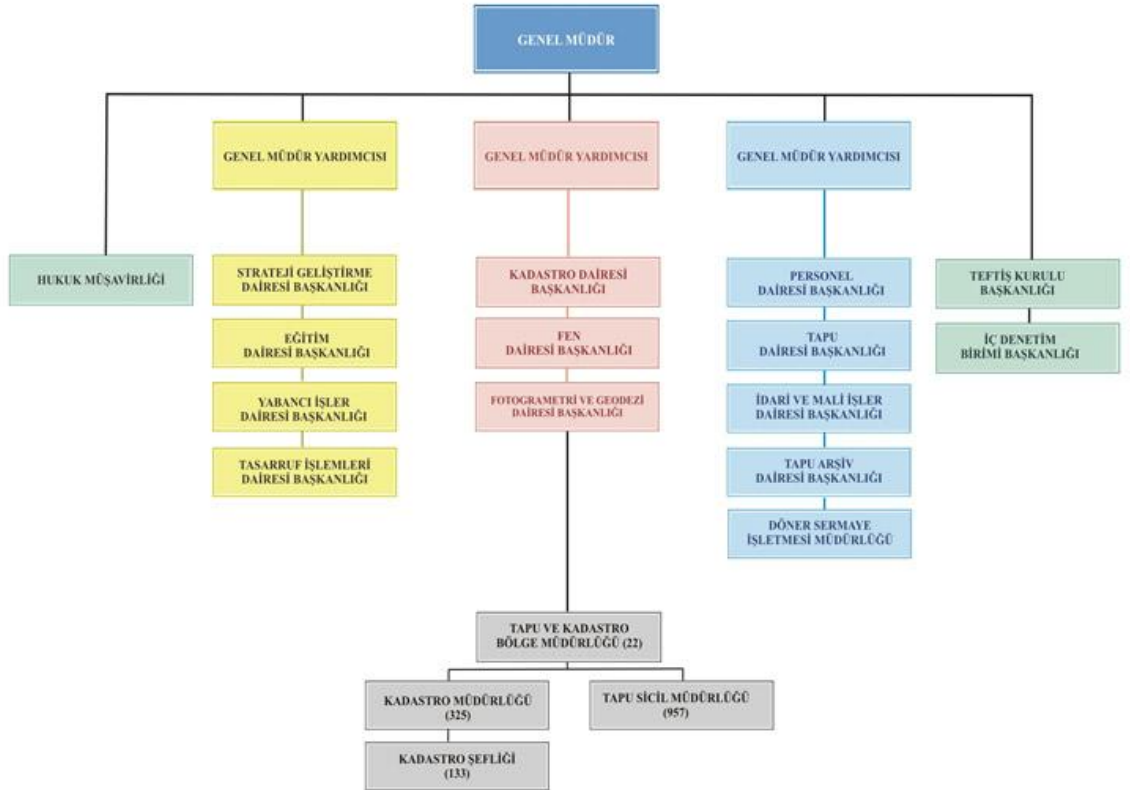 GENEL MÜDÜR
GENEL MÜDÜR YARDIMCISI
GENEL MÜDÜR YARDIMCISI
GENEL MÜDÜR YARDIMCISI
HUKUK MÜŞAVİRLİĞİ
STRATEJİ GELİŞTİRME
DAİRESİ BAŞKANLIĞI
EĞİTİM
DAİRESİ BAŞKANLIĞI
YABANCI İŞLER
DAİRESİ BAŞKANLIĞI
TASARRUF İŞLEMLERİ
DAİRESİ BAŞKANLIĞI
KADASTRO DAİRESİ
BAŞKANLIĞI
FEN
DAİRESİ BAŞKANLIĞI
FOTOGRAMETRİ VE GEODEZİ
DAİRESİ BAŞKANLIĞI
PERSONEL
DAİRESİ BAŞKANLIĞI
TAPU
DAİRESİ BAŞKANLIĞI
İDARİ VE MALİ İŞLER
DAİRESİ BAŞKANLIĞI
TAPU ARŞİV
DAİRESİ BAŞKANLIĞI
DÖNER SERMAYE
İŞLETMESİ MÜDÜRLÜĞÜ
TEFTİŞ KURULU
BAŞKANLIĞI
İÇ DENETİM
BİRİMİ BAŞKANLIĞI
TAPU VE KADASTRO
BÖLGE MÜDÜRLÜĞÜ (22)
KADASTRO MÜDÜRLÜĞÜ
(325)
TAPU SİCİL MÜDÜRLÜĞÜ
(957)
KADASTRO ŞEFLİĞİ
(133)